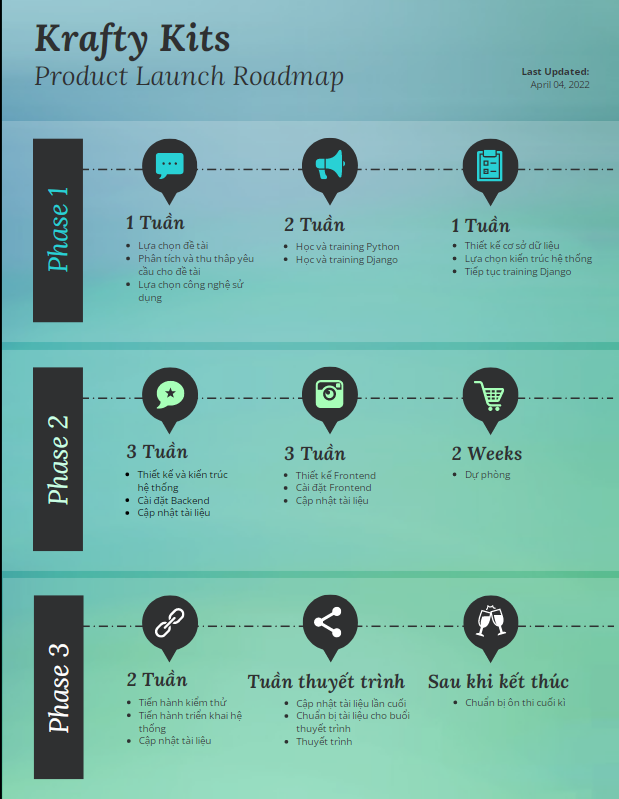 Krafty Kits
Product Launch Roadmap
Last Updated:
April 04, 2022
Phase 1
1 Tuần
Lựa chọn đề tài
Phân tích và thu thâp yêu
cầu cho đề tài
Lựa chọn công nghệ sử
dụng
2 Tuần
Học và training Python
Học và training Django
1 Tuần
Thiết kế cơ sở dữ liệu
Lựa chọn kiến trúc hệ thống
Tiếp tục training Django
Phase 2
3 Tuần
Thiết kế và kiến trúc
hệ thống
Cài đặt Backend
Cập nhật tài liệu
3 Tuần
Thiết kế Frontend
Cài đặt Frontend
Cập nhật tài liệu
2 Weeks
Dự phòng
Phase 3
2 Tuần
Tiến hành kiểm thử
Tiến hành triển khai hệ
thống
Cập nhật tài liệu
Tuần thuyết trình
Cập nhật tài liệu lần cuối
Chuẩn bị tài liệu cho buổi
thuyết trình
Thuyết trình
Sau khi kết thúc
Chuẩn bị ôn thi cuối kì